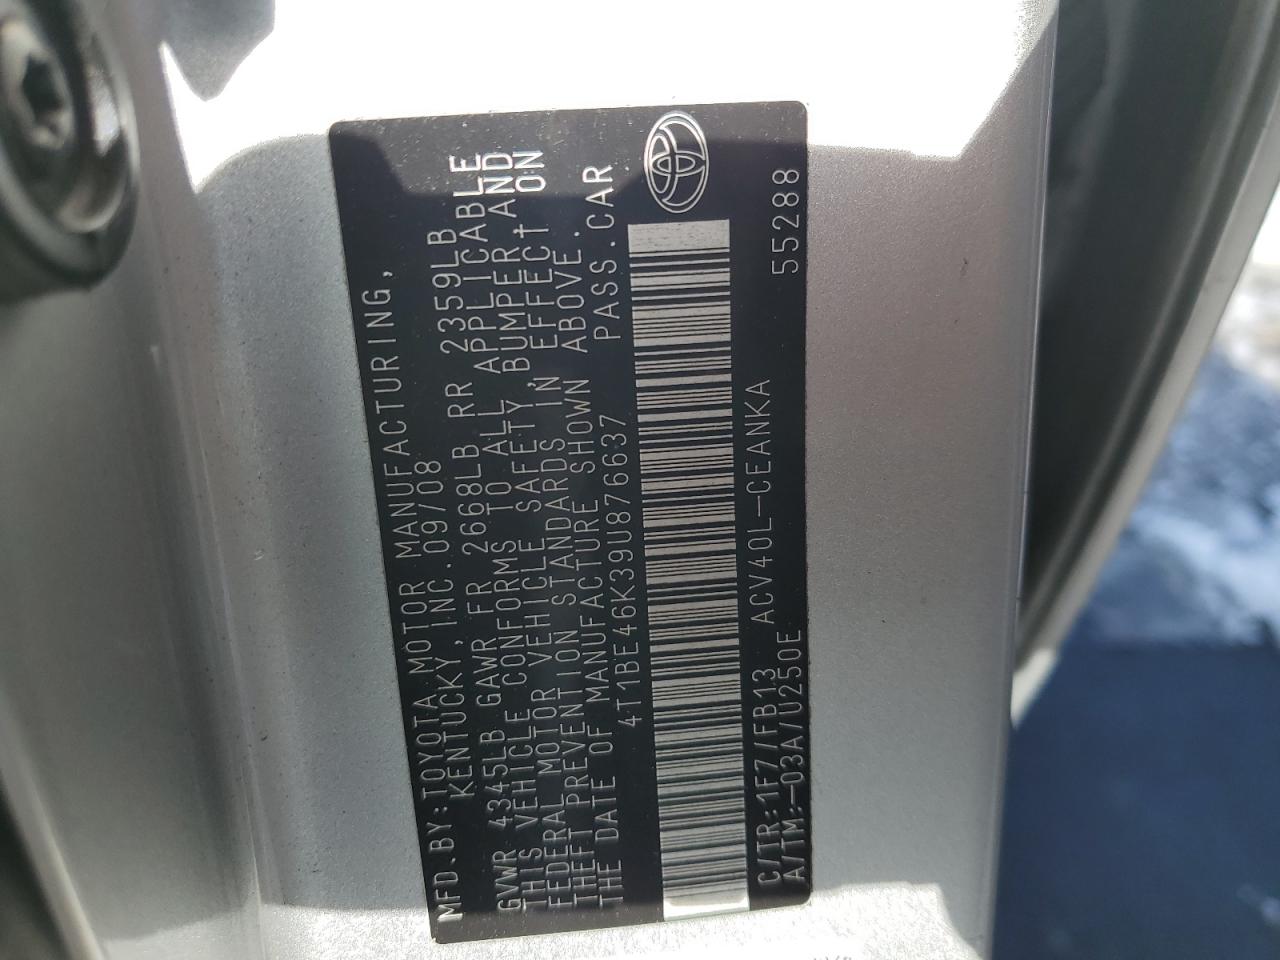 MFD.BY:TOYOTA MOTOR MANUFACTURING,
KENTUCKY,INC.09/08
GVWR 4345LB GAWR FR 2668LB RR 2359LB
THIS VEHICLE CONFORMS TO ALL APPLICABLE
FEDERAL MOTOR VEHICLE SAFETY,BUMPER,AND
THEFT PREVENTION STANDARDS IN EFFECT ON
THE DATE OF MANUFACTURE SHOWN ABOVE.
4T1BE46K39U876637 PASS.CAR
C/TR:1F7/FB13 ACV40L-CEANKA 55288
A/TM:-03A/U250E